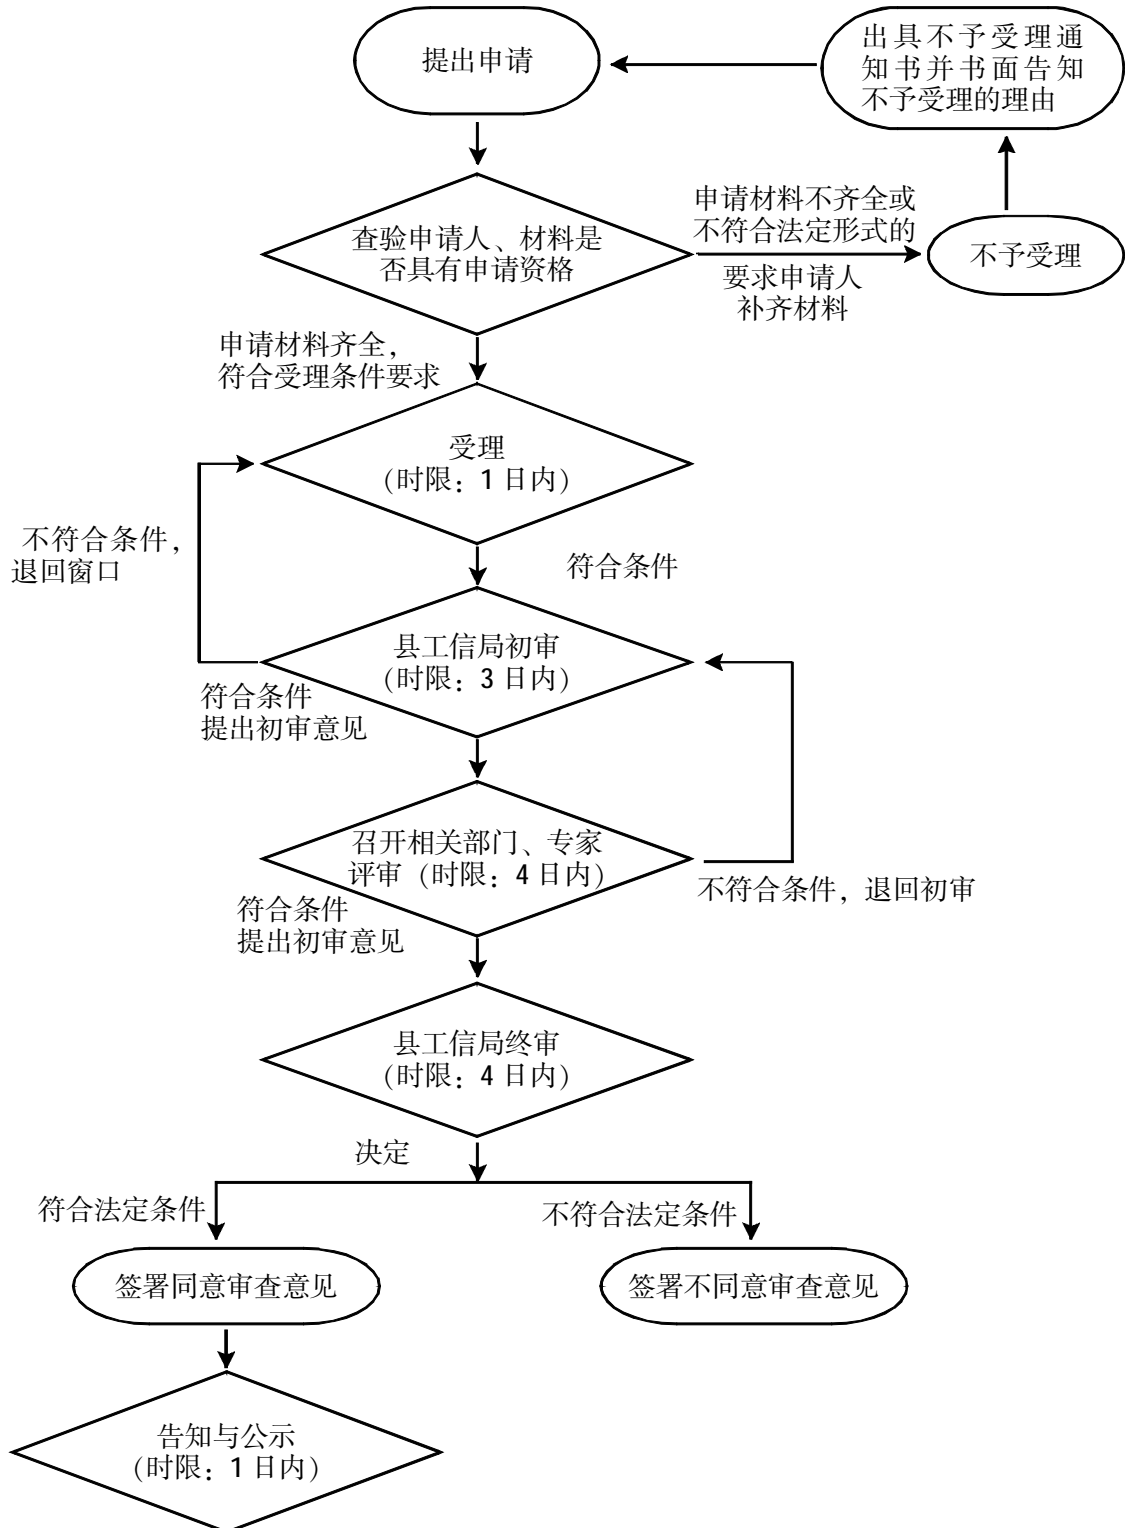 提出申请
出具不予受理通
知书并书面告知
不予受理的理由
查验申请人、材料是
否具有申请资格
申请材料不齐全或
不符合法定形式的
要求申请人
补齐材料
不予受理
申请材料齐全，
符合受理条件要求
受理
（时限：1 日内）
不符合条件，
退回窗口
符合条件
县工信局初审
（时限：3 日内）
符合条件
提出初审意见
召开相关部门、专家
评审（时限：4 日内）
不符合条件，退回初审
符合条件
提出初审意见
县工信局终审
（时限：4 日内）
决定
符合法定条件
不符合法定条件
签署同意审查意见
签署不同意审查意见
告知与公示
（时限：1 日内）